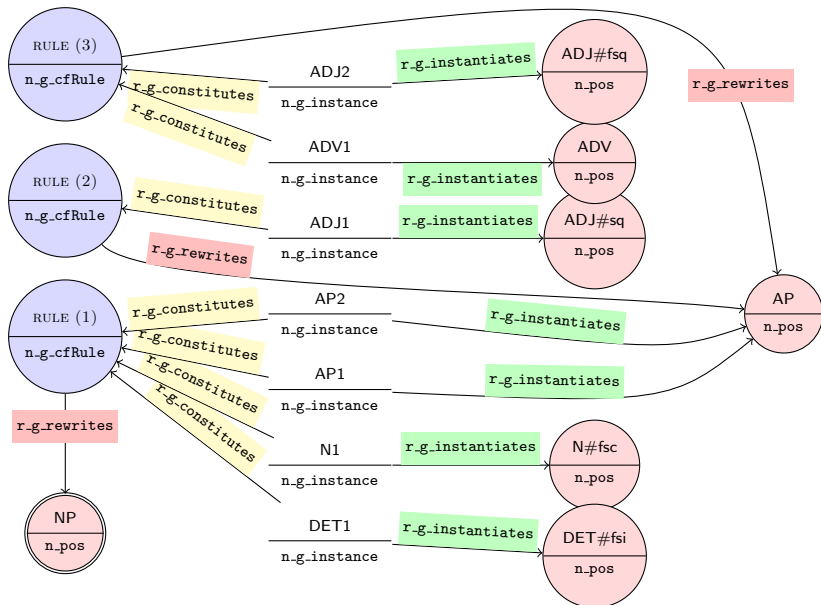 RULE (3)
n_g_cfRule
r_g_constitutes
r_g_constitutes
ADJ2
n_g_instance
r_g_instantiates
ADJ#fsq
n_pos
r_g_rewrites
ADV1
n_g_instance
r_g_instantiates
ADV
n_pos
RULE (2)
n_g_cfRule
r_g_constitutes
ADJ1
n_g_instance
r_g_instantiates
ADJ#sq
n_pos
r_g_rewrites
RULE (1)
n_g_cfRule
r_g_constitutes
AP2
n_g_instance
r_g_instantiates
AP
n_pos
r_g_constitutes
AP1
n_g_instance
r_g_instantiates
r_g_constitutes
r_g_constitutes
r_g_rewrites
N1
n_g_instance
r_g_instantiates
N#fsc
n_pos
NP
n_pos
DET1
n_g_instance
r_g_instantiates
DET#fsi
n_pos